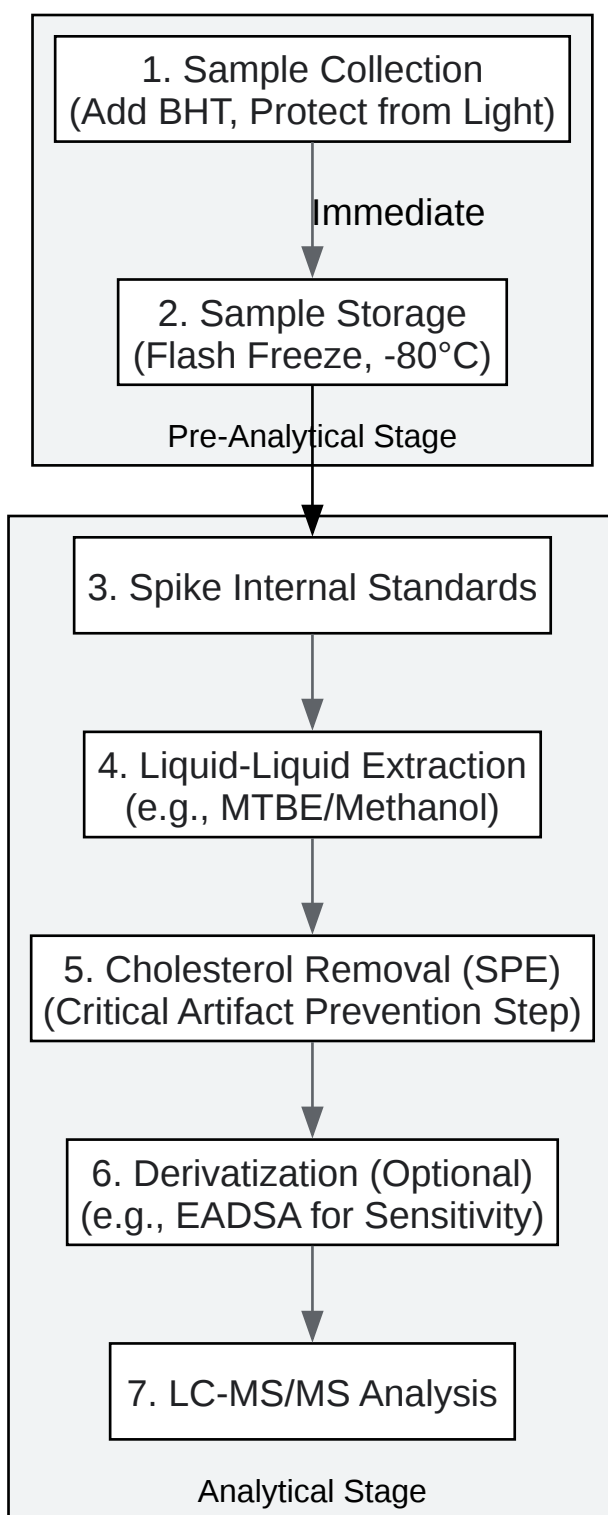 1. Sample Collection
(Add BHT, Protect from Light)
Immediate
2. Sample Storage
(Flash Freeze, -80°C)
Pre-Analytical Stage
3. Spike Internal Standards
4. Liquid-Liquid Extraction
(e.g., MTBE/Methanol)
5. Cholesterol Removal (SPE)
(Critical Artifact Prevention Step)
6. Derivatization (Optional)
(e.g., EADSA for Sensitivity)
7. LC-MS/MS Analysis
Analytical Stage